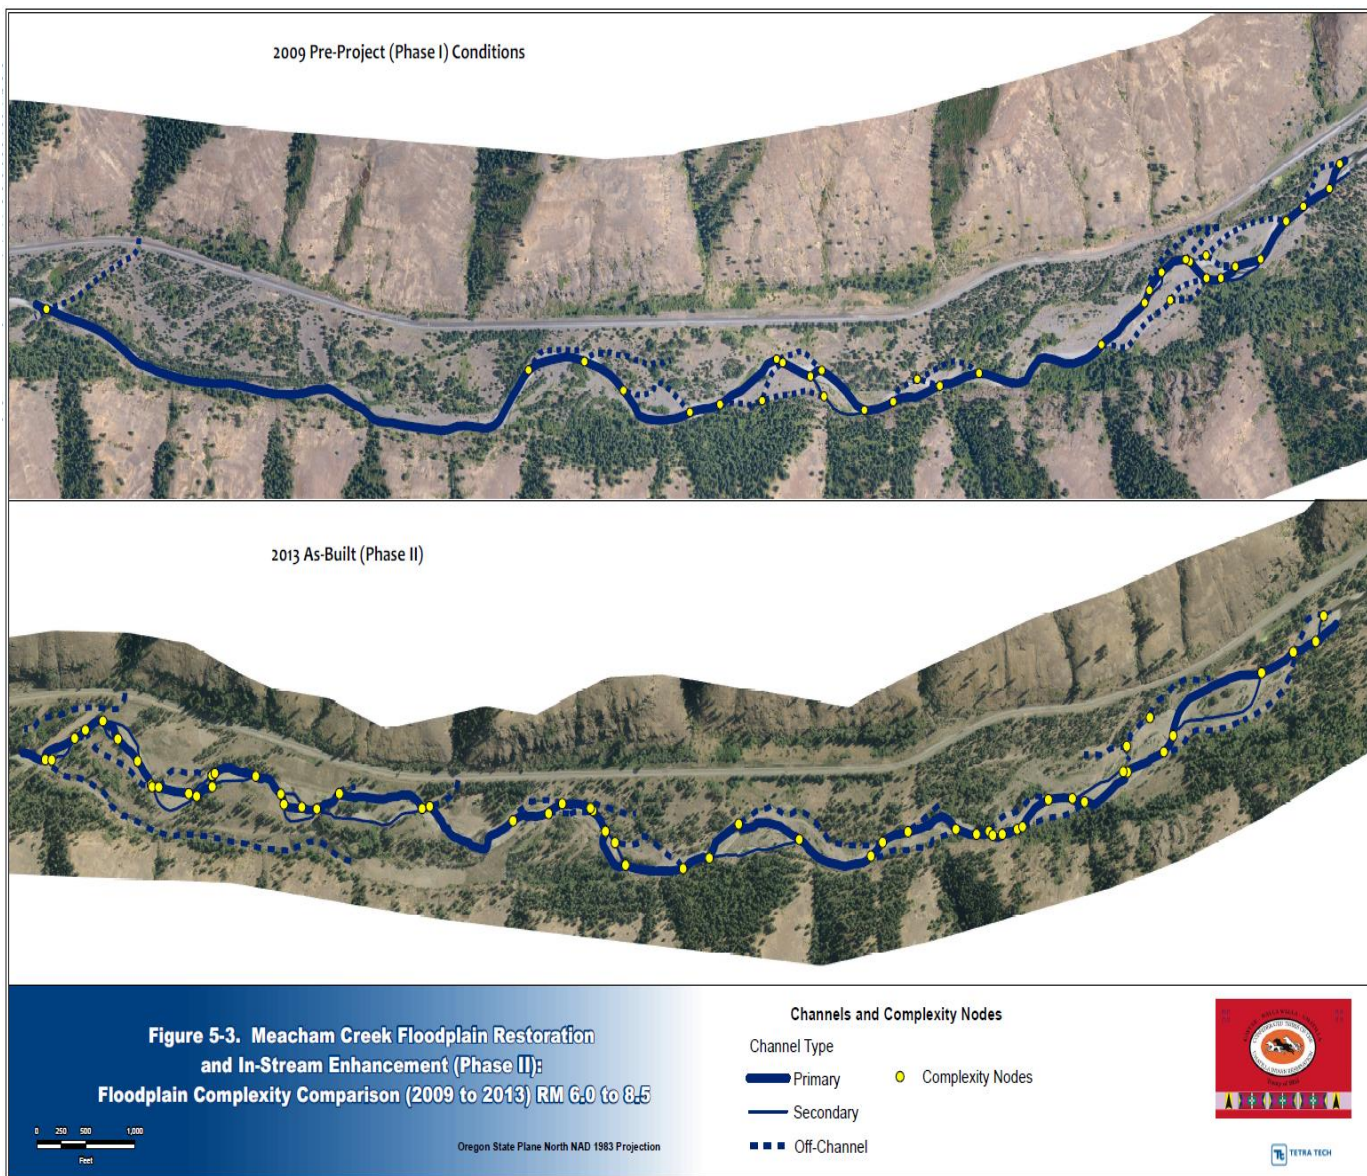 2009 Pre-Project (Phase I) Conditions
2013 As-Built (Phase II)
Figure 5-3. Meacham Creek Floodplain Restoration
and In-Stream Enhancement (Phase II):
Floodplain Complexity Comparison (2009 to 2013) RM 6.0 to 8.5
0 250 500 1,000
Feet
Oregon State Plane North NAD 1983 Projection
Channels and Complexity Nodes
Channel Type
Primary
Complexity Nodes
Secondary
Off-Channel
Treaty of 1855
TETRA TECH